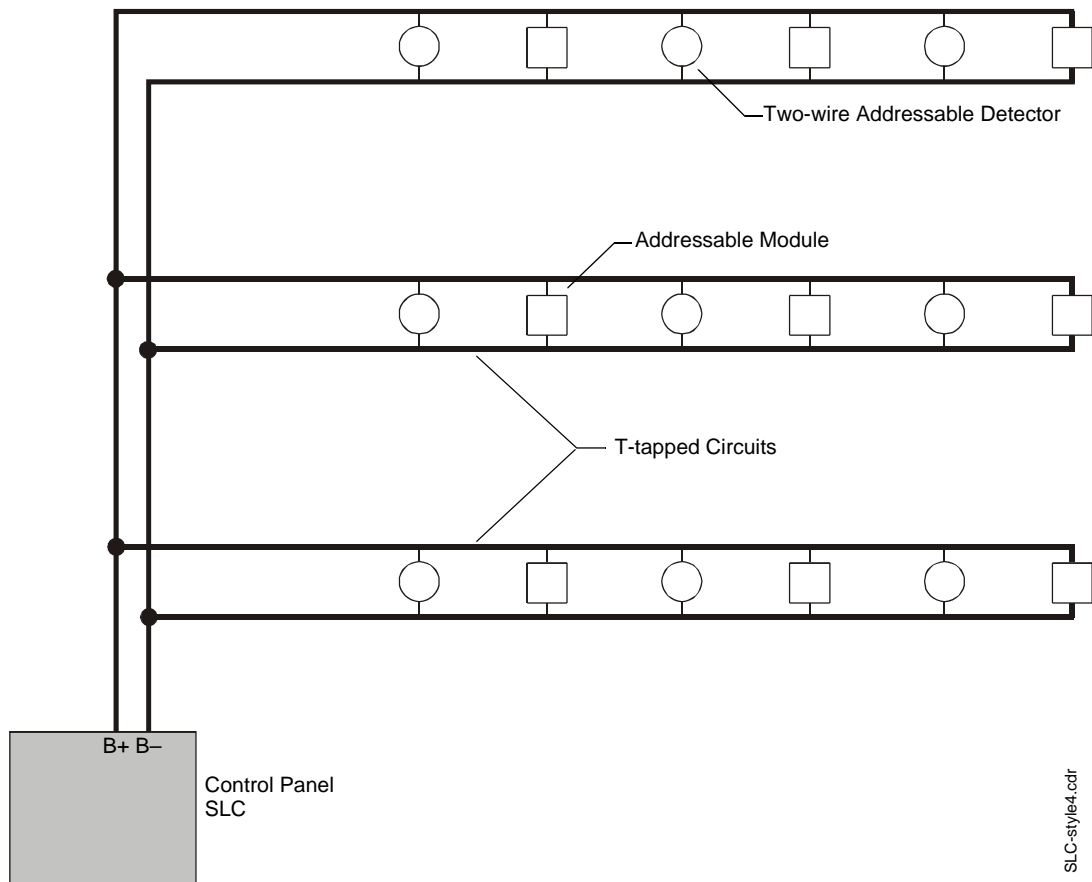 Two-wire Addressable Detector
Addressable Module
T-tapped Circuits
B+ B–
Control Panel
SLC
SLC-style4.cdr